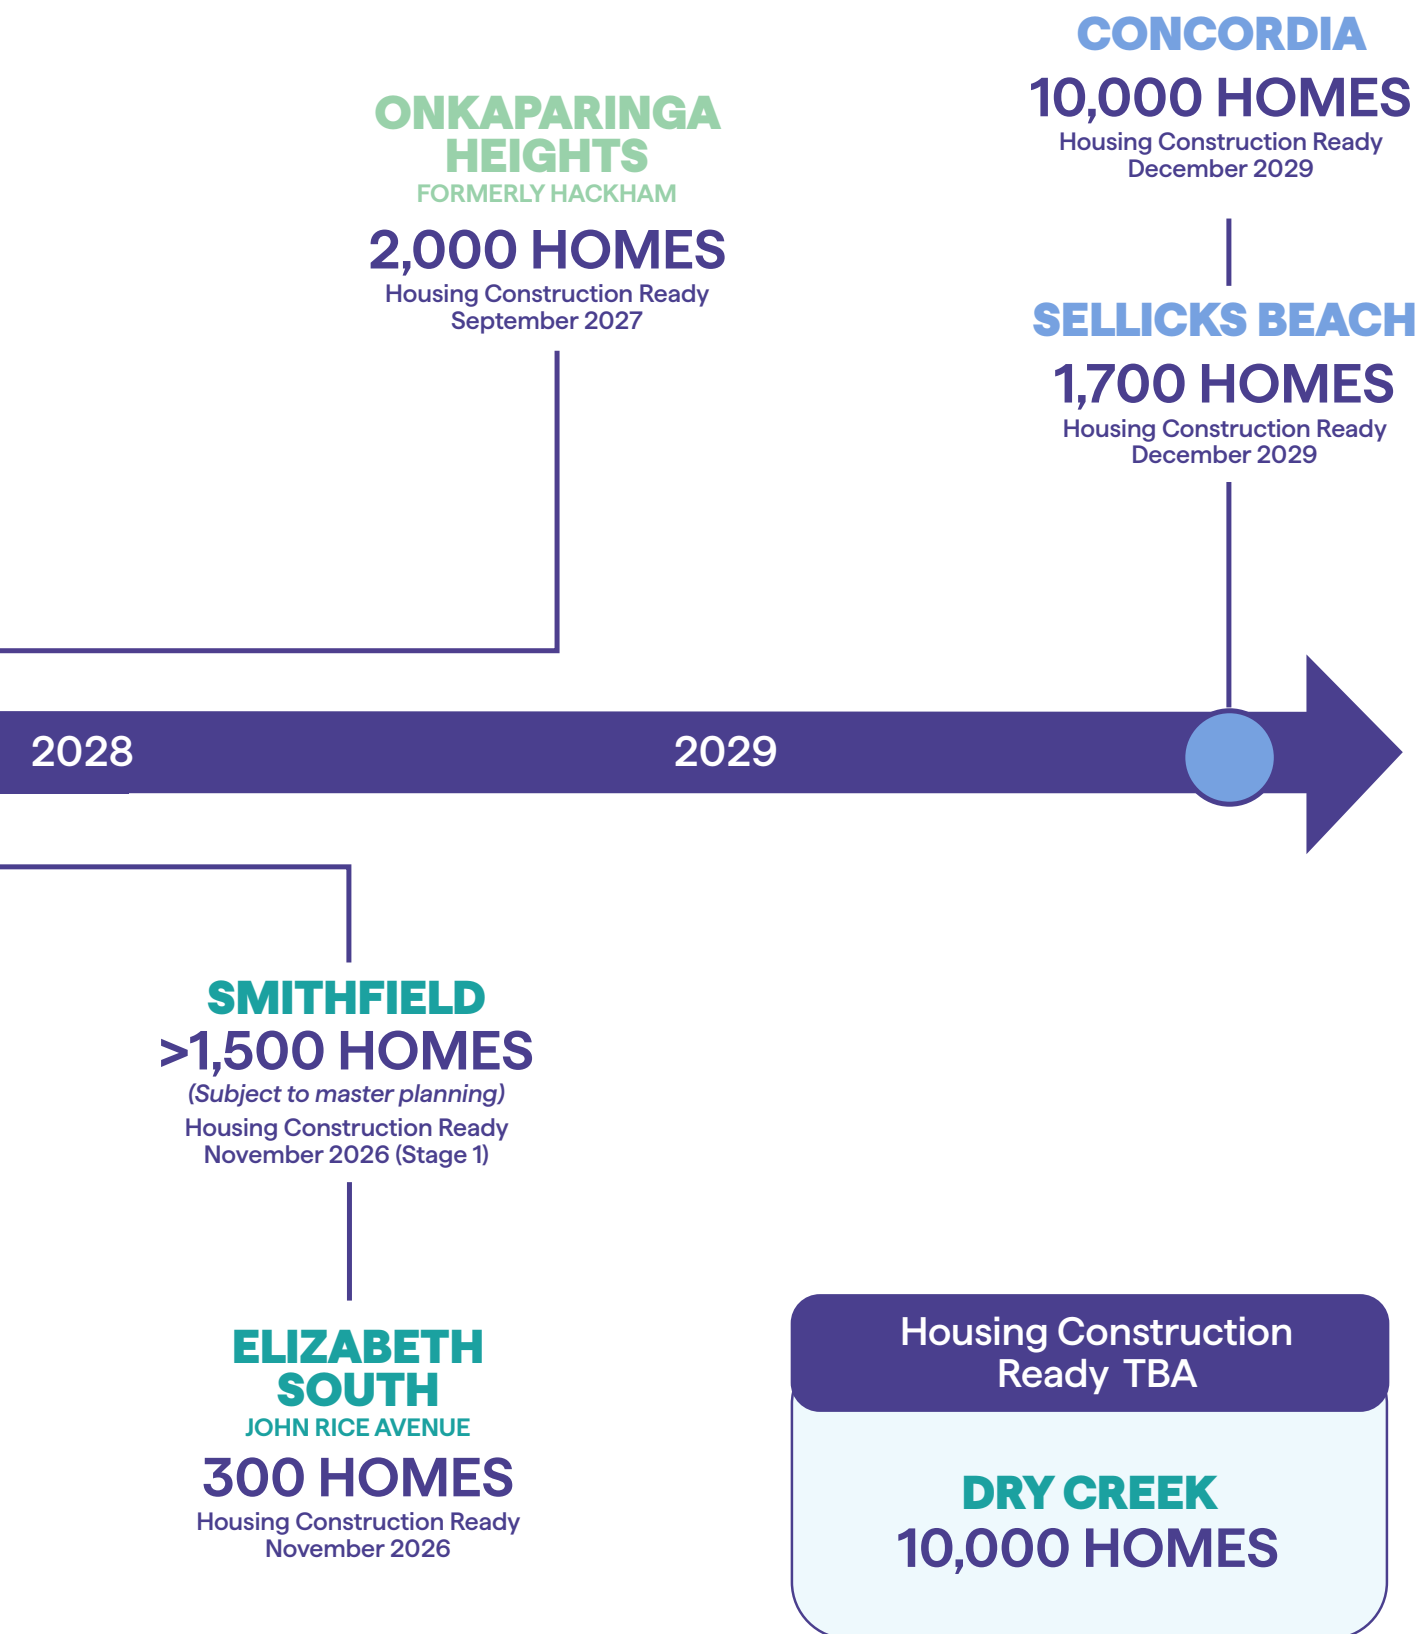 CONCORDIA
10,000 HOMES
Housing Construction Ready
December 2029
ONKAPARINGA
HEIGHTS
FORMERLY HACKHAM
2,000 HOMES
Housing Construction Ready
September 2027
SELLICKS BEACH
1,700 HOMES
Housing Construction Ready
December 2029
2028
2029
SMITHFIELD
>1,500 HOMES
(Subject to master planning)
Housing Construction Ready
November 2026 (Stage 1)
ELIZABETH
SOUTH
JOHN RICE AVENUE
300 HOMES
Housing Construction Ready
November 2026
Housing Construction
Ready TBA
DRY CREEK
10,000 HOMES